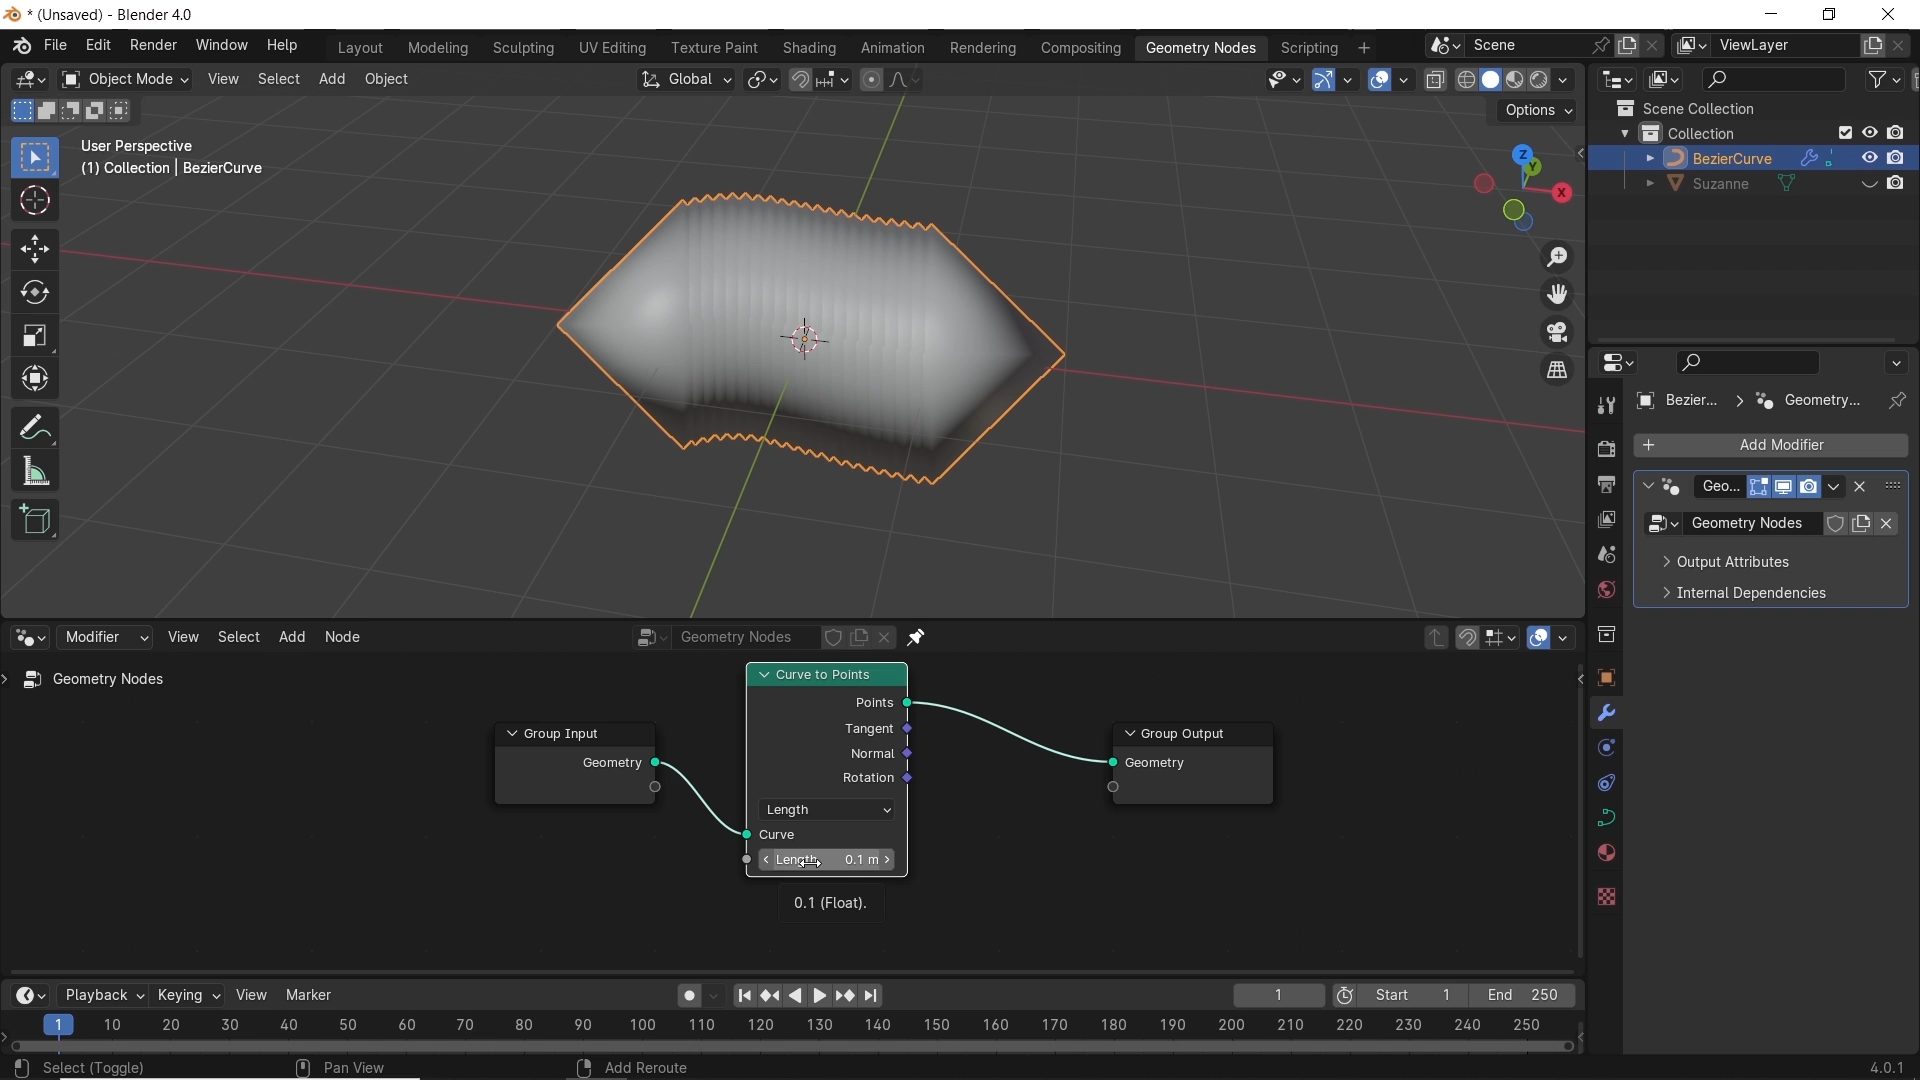 * (Unsaved) - Blender 4.0
File Edit Render Window Help Layout Modeling Sculpting UV Editing Texture Paint Shading Animation Rendering Compositing Geometry Nodes Scripting + Scene ViewLayer
Object Mode View Select Add Object Global
Options
User Perspective
(1) Collection | BezierCurve
Z
Y
X
Scene Collection
Collection
BezierCurve
Suzanne
Bezier... > Geometry...
+ Add Modifier
Geo...
Geometry Nodes
Output Attributes
Internal Dependencies
Modifier View Select Add Node Geometry Nodes
Geometry Nodes
Group Input
Geometry
Curve to Points
Points
Tangent
Normal
Rotation
Length
Curve
Length 0.1 m
0.1 (Float).
Group Output
Geometry
Playback Keying View Marker 1 Start 1 End 250
1 10 20 30 40 50 60 70 80 90 100 110 120 130 140 150 160 170 180 190 200 210 220 230 240 250
Select (Toggle) Pan View Add Reroute 4.0.1